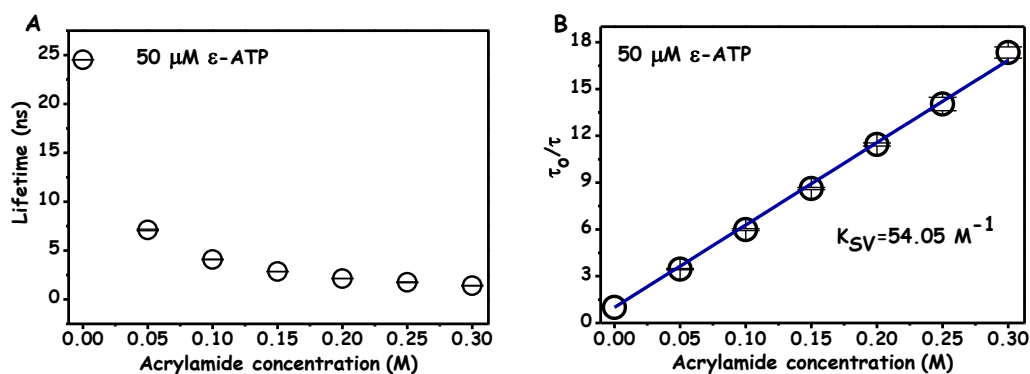 A
50 μM ε-ATP
25
20
15
10
5
0
Lifetime (ns)
0.00 0.05 0.10 0.15 0.20 0.25 0.30
Acrylamide concentration (M)
B
50 μM ε-ATP
18
15
12
9
6
3
0
τo/τ
KSV=54.05 M-1
0.00 0.05 0.10 0.15 0.20 0.25 0.30
Acrylamide concentration (M)